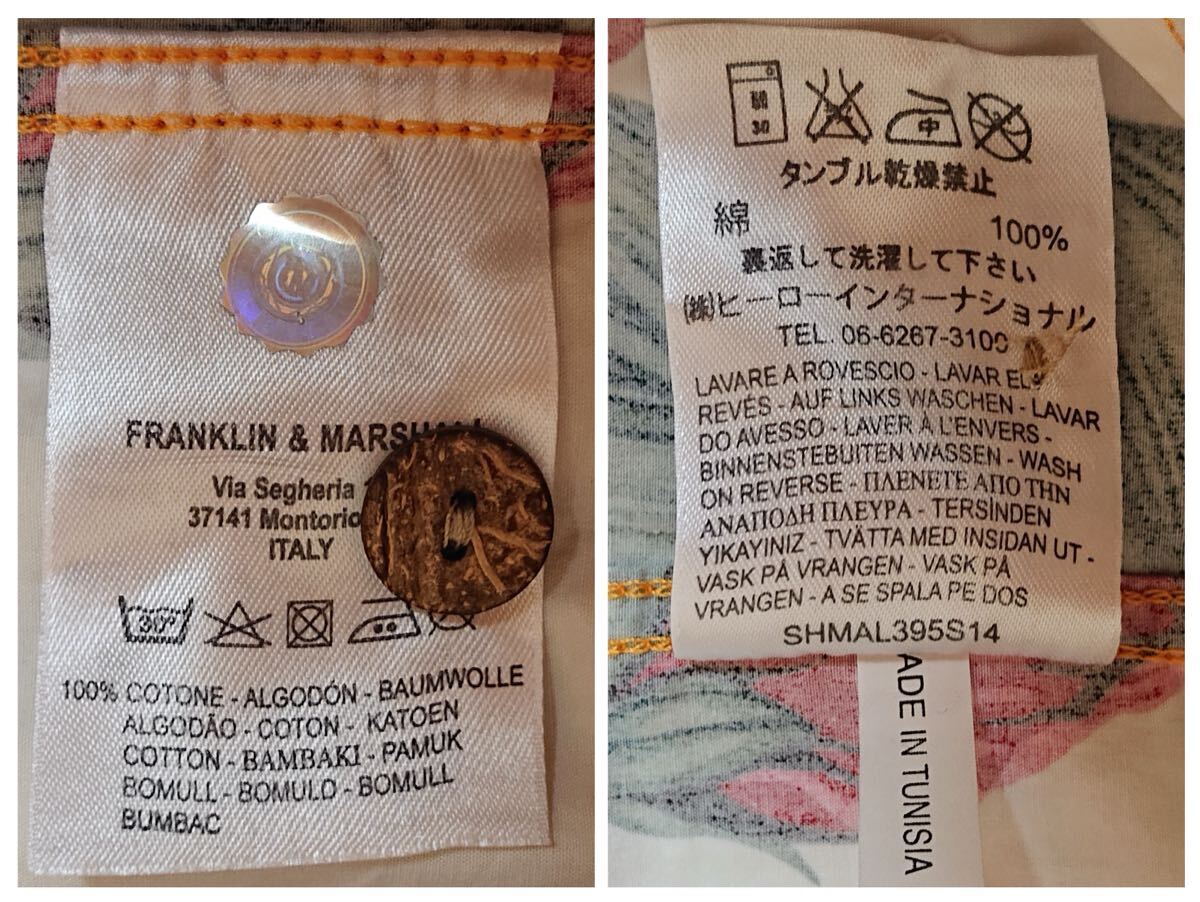 FRANKLIN & MARSHALL
Via Segheria
37141 Montorio
ITALY
30°
100% COTONE - ALGODÓN - BAUMWOLLE
ALGODÃO - COTON - KATOEN
COTTON - ΒΑΜΒΑΚΙ - PAMUK
BOMULL - BOMULD - BOMULL
BUMBAC
30
中
タンブル乾燥禁止
綿 100%
裏返して洗濯して下さい
㈱ヒーローインターナショナル
TEL. 06-6267-3100
LAVARE A ROVESCIO - LAVAR EL
REVÉS - AUF LINKS WASCHEN - LAVAR
DO AVESSO - LAVER À L'ENVERS -
BINNENSTEBUITEN WASSEN - WASH
ON REVERSE - ΠΛΕΝΕΤΕ ΑΠΟ ΤΗΝ
ΑΝΑΠΟΔΗ ΠΛΕΥΡΑ - TERSİNDEN
YIKAYINIZ - TVÄTTA MED INSIDAN UT -
VASK PÅ VRANGEN - VASK PÅ
VRANGEN - A SE SPALA PE DOS
SHMAL395S14
ADE IN TUNISIA